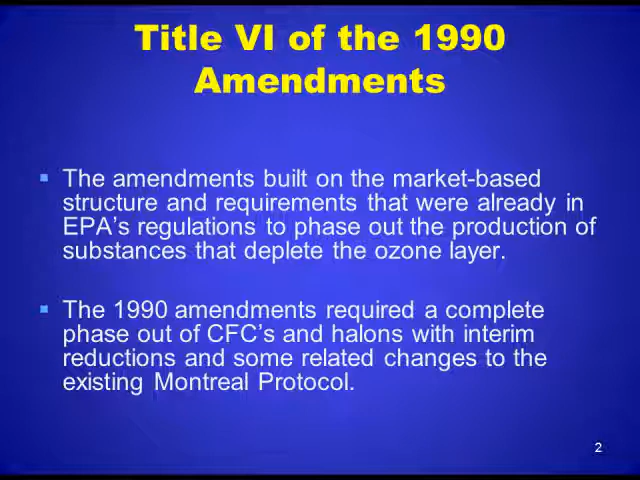 Title VI of the 1990
Amendments
▪ The amendments built on the market-based
structure and requirements that were already in
EPA's regulations to phase out the production of
substances that deplete the ozone layer.
▪ The 1990 amendments required a complete
phase out of CFC's and halons with interim
reductions and some related changes to the
existing Montreal Protocol.
2